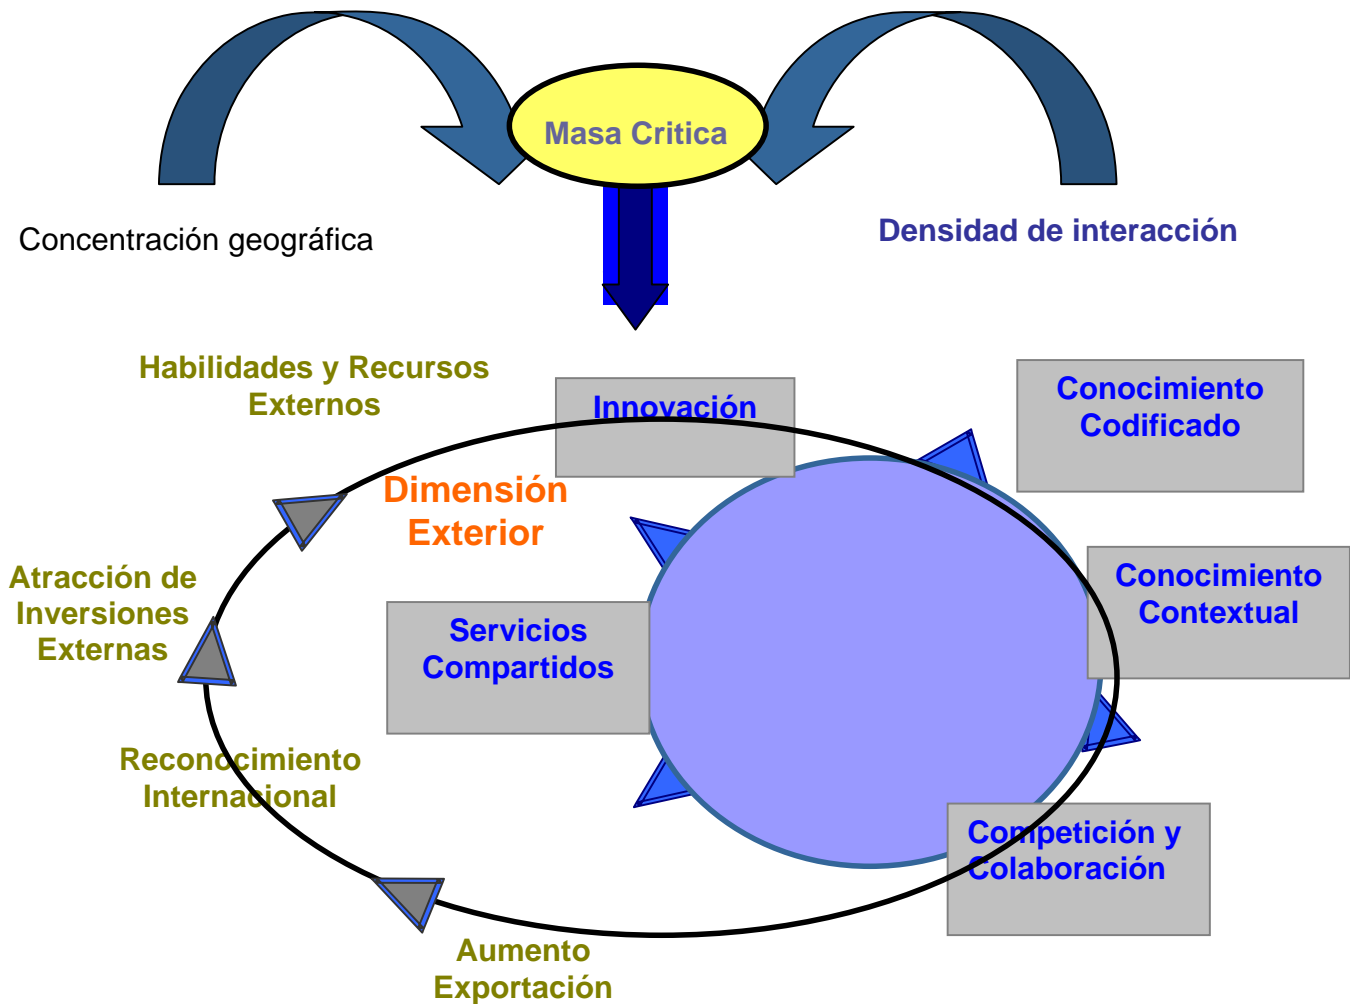 Masa Critica
Concentración geográfica
Densidad de interacción
Habilidades y Recursos
Externos
Innovación
Conocimiento
Codificado
Dimensión
Exterior
Atracción de
Inversiones
Externas
Servicios
Compartidos
Conocimiento
Contextual
Reconocimiento
Internacional
Competición y
Colaboración
Aumento
Exportación